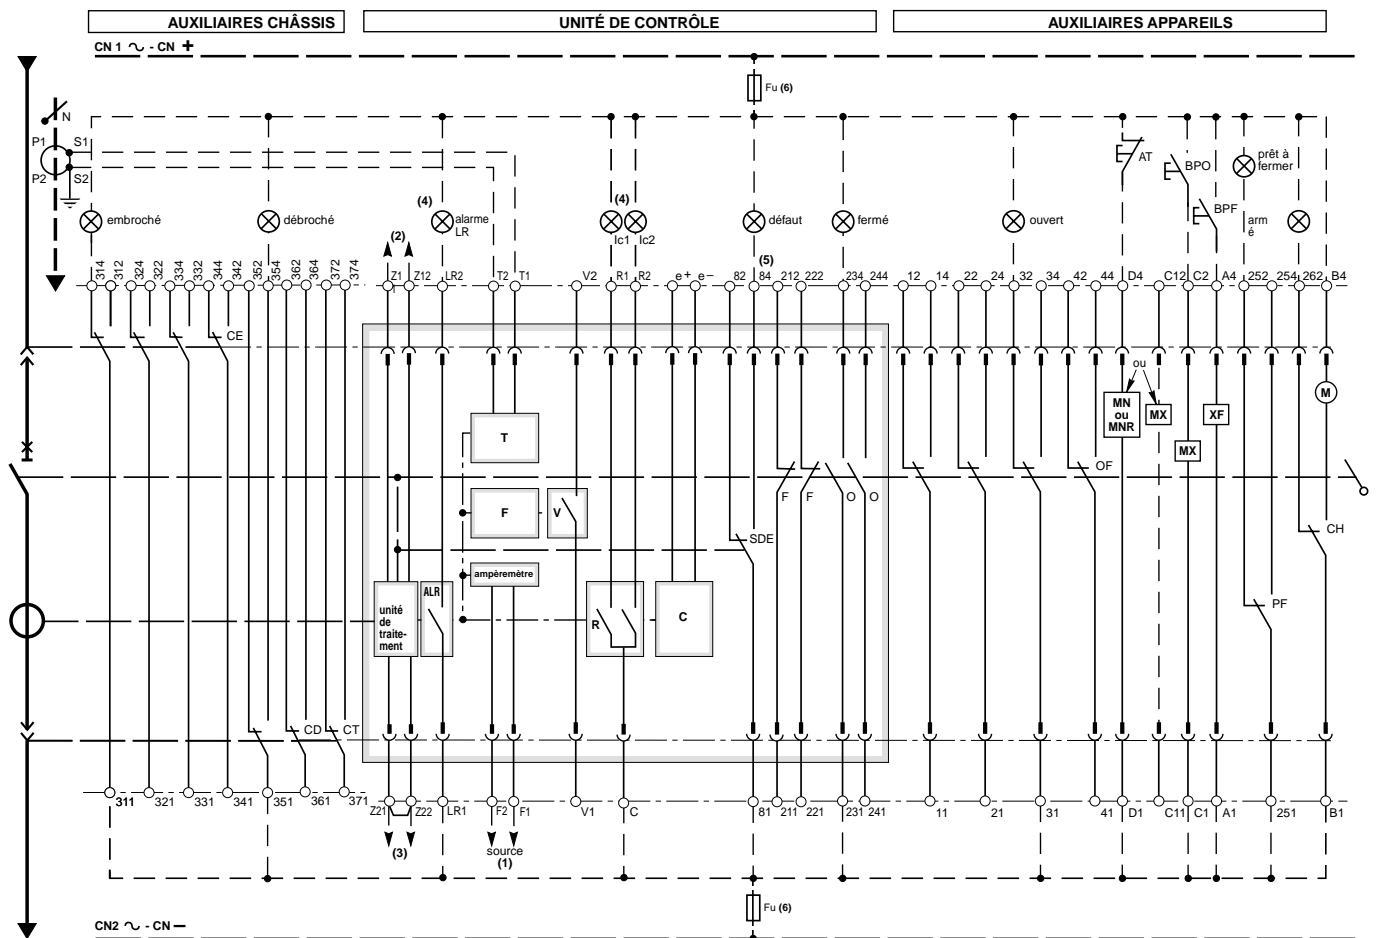 AUXILIAIRES CHÂSSIS
UNITÉ DE CONTRÔLE
AUXILIAIRES APPAREILS
CN 1 ∿ - CN +
Fu (6)
N
P1
S1
P2
S2
AT
BPO
BPF
prêt à
fermer
embroché
débroché
(4)
alarme
LR
(4)
Ic1
Ic2
défaut
fermé
ouvert
arm
é
(2)
(5)
314
312
324
322
334
332
344
342
352
354
362
364
372
374
Z1
1
Z12
LR2
T2
T1
V2
R1
R2
e+
e−
82
84
212
222
234
244
12
14
22
24
32
34
42
44
D4
C12
C2
A4
252
254
262
B4
CE
ou
MN
ou
MNR
MX
MX
XF
M
T
F
V
F
F
O
O
OF
CH
SDE
ampèremètre
unité
de
traite-
ment
ALR
R
C
PF
CD
CT
311
321
331
341
351
361
371
Z21
Z22
LR1
F2
F1
V1
C
81
211
221
231
241
11
21
31
41
D1
C11
C1
A1
251
B1
(3)
source
(1)
Fu (6)
CN2 ∿ - CN −